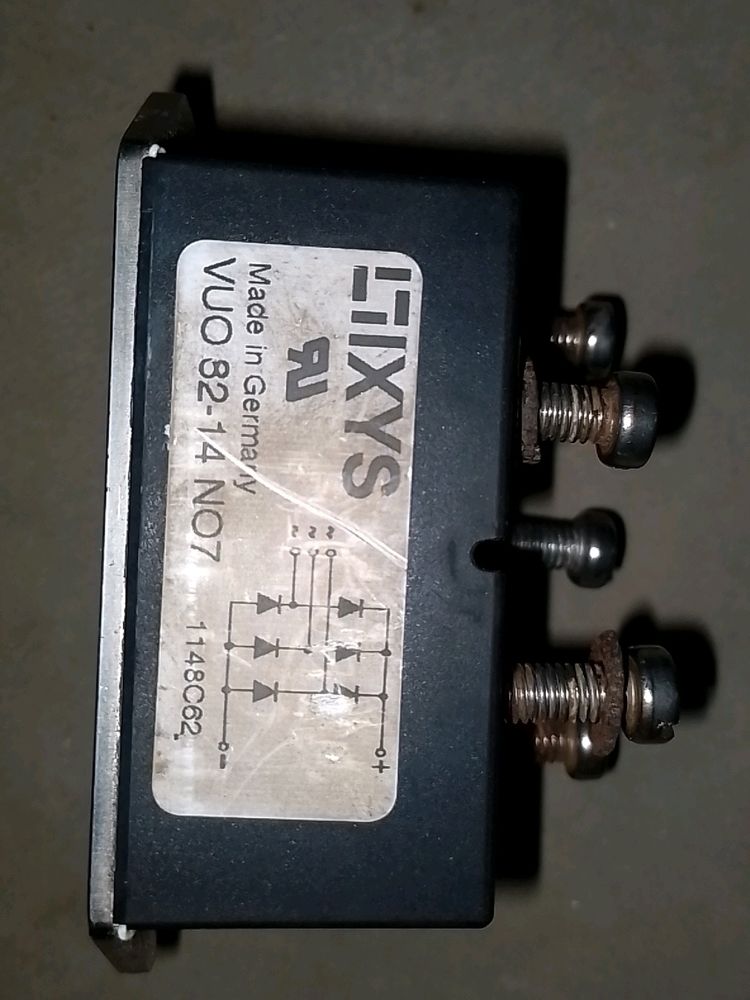 IXYS
Made in Germany
VUO 82-14 NO7
1148C62
~ ~ ~
+
-